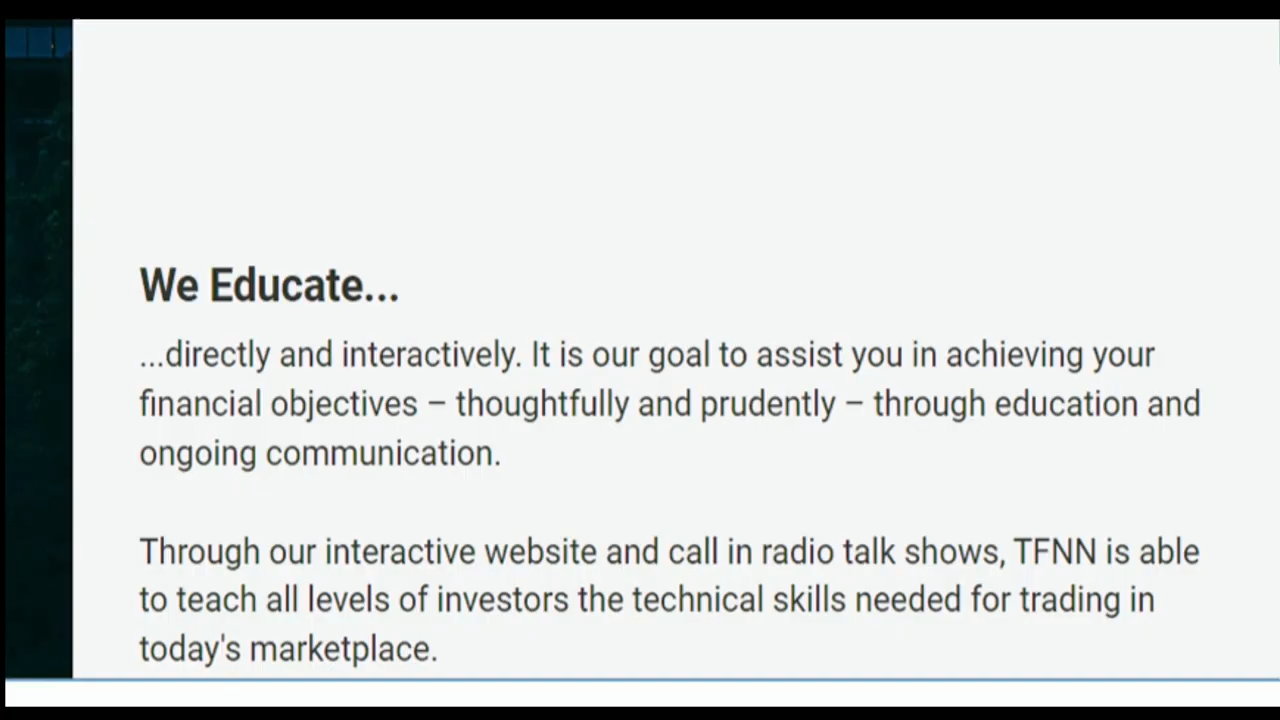 We Educate...
...directly and interactively. It is our goal to assist you in achieving your
financial objectives – thoughtfully and prudently – through education and
ongoing communication.
Through our interactive website and call in radio talk shows, TFNN is able
to teach all levels of investors the technical skills needed for trading in
today's marketplace.